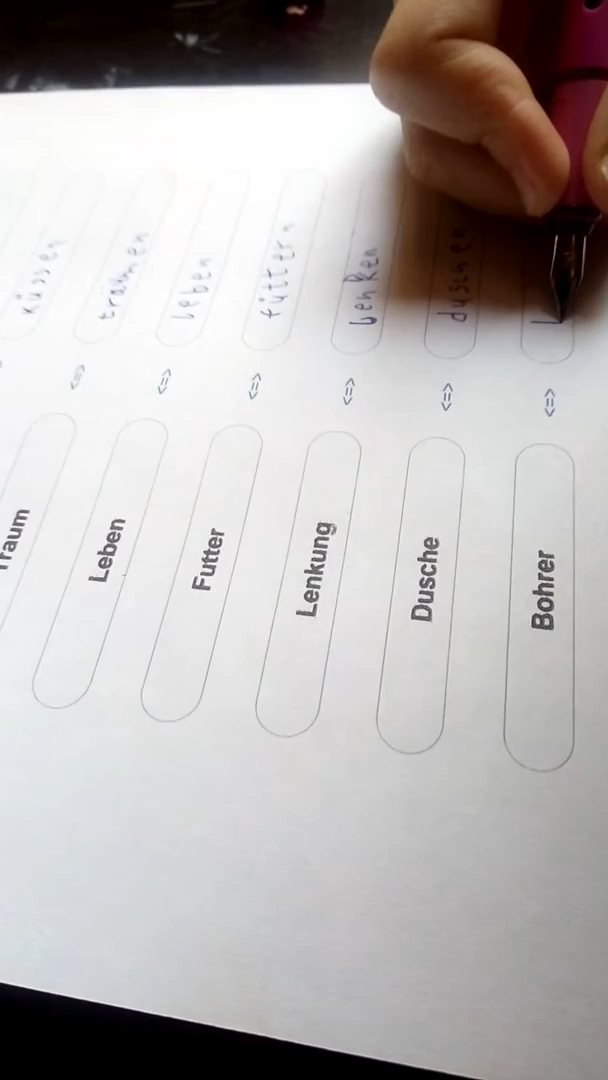 küssen
Traum <=> träumen
Leben <=> leben
Futter <=> füttern
Lenkung <=> lenken
Dusche <=> duschen
Bohrer <=>